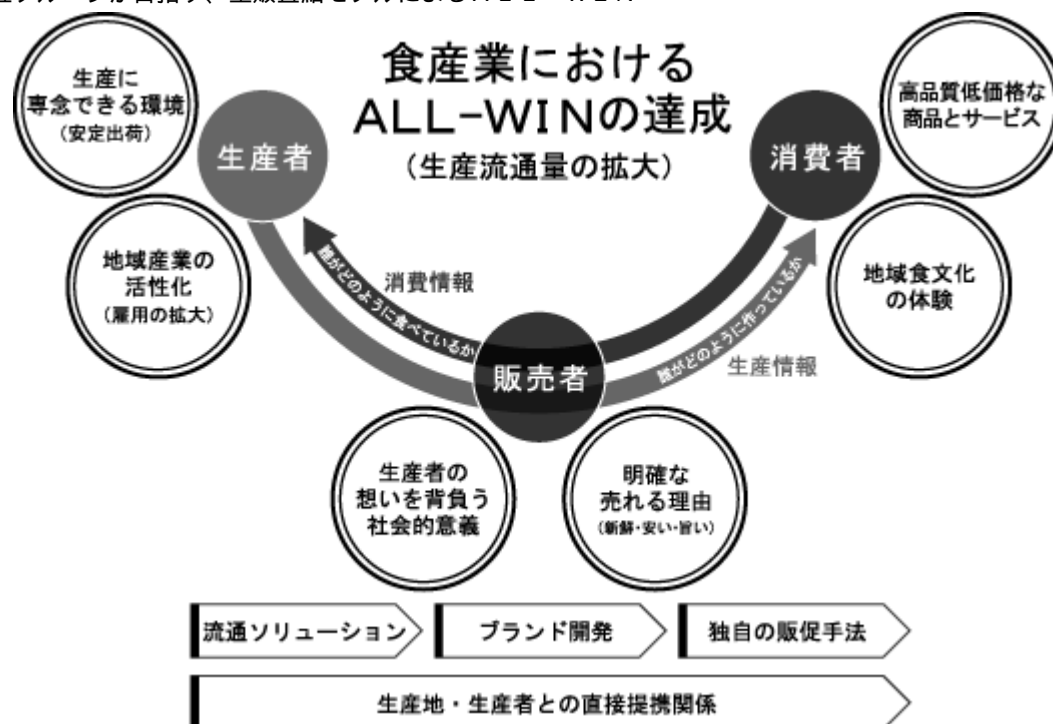 食産業における
ALL-WINの達成
(生産流通量の拡大)
生産に
専念できる環境
(安定出荷)
生産者
地域産業の
活性化
(雇用の拡大)
消費者
高品質低価格な
商品とサービス
地域食文化
の体験
消費情報
誰がどのように食べているか
誰がどのように作っているか
生産情報
販売者
生産者の
想いを背負う
社会的意義
明確な
売れる理由
(新鮮・安い・旨い)
流通ソリューション
ブランド開発
独自の販促手法
生産地・生産者との直接提携関係